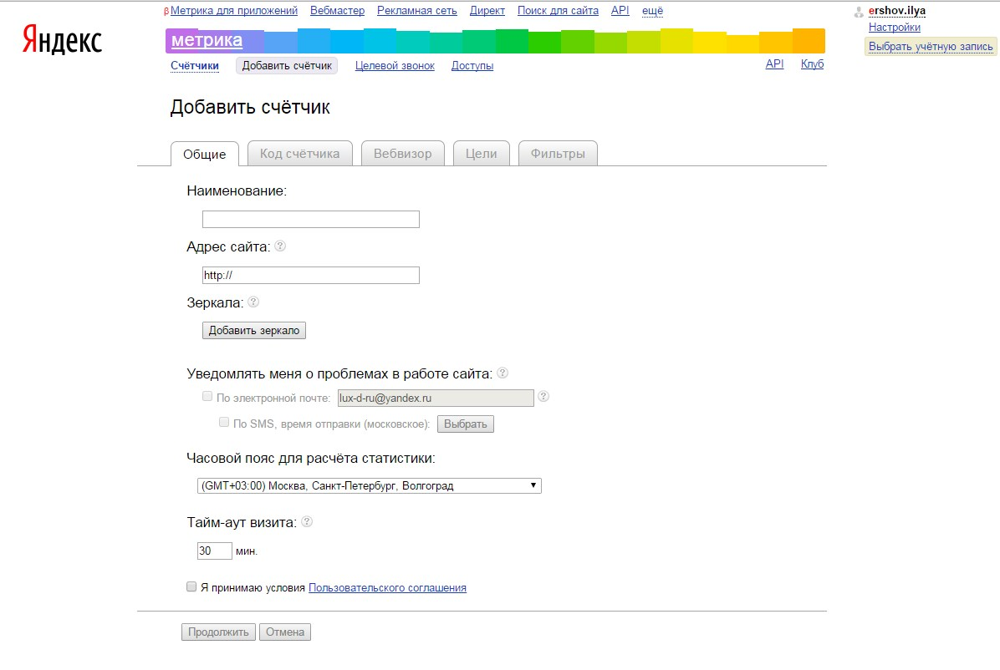 β Метрика для приложений Вебмастер Рекламная сеть Директ Поиск для сайта API ещё
ershov.ilya
Яндекс
метрика
Настройки
Выбрать учётную запись
Счётчики Добавить счётчик Целевой звонок Доступы API Клуб
Добавить счётчик
Общие Код счётчика Вебвизор Цели Фильтры
Наименование:
Адрес сайта: ?
http://
Зеркала: ?
Добавить зеркало
Уведомлять меня о проблемах в работе сайта: ?
По электронной почте: lux-d-ru@yandex.ru ?
По SMS, время отправки (московское): Выбрать
Часовой пояс для расчёта статистики:
(GMT+03:00) Москва, Санкт-Петербург, Волгоград
Тайм-аут визита: ?
30 мин.
Я принимаю условия Пользовательского соглашения
Продолжить Отмена